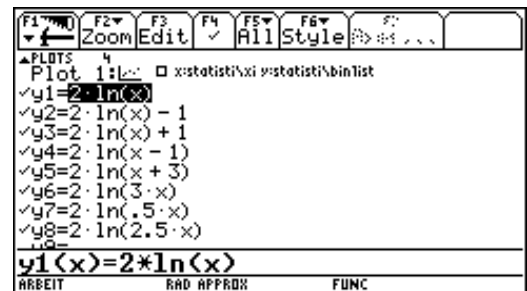 F1 F2 Zoom F3 Edit F4 ✓ F5 All F6 Style F7
PLOTS 4
Plot 1: x:statisti\xi y:statisti\binlist
✓y1=2·ln(x)
✓y2=2·ln(x) − 1
✓y3=2·ln(x) + 1
✓y4=2·ln(x − 1)
✓y5=2·ln(x + 3)
✓y6=2·ln(3·x)
✓y7=2·ln(.5·x)
✓y8=2·ln(2.5·x)
y1(x)=2*ln(x)
ARBEIT RAD APPROX FUNC